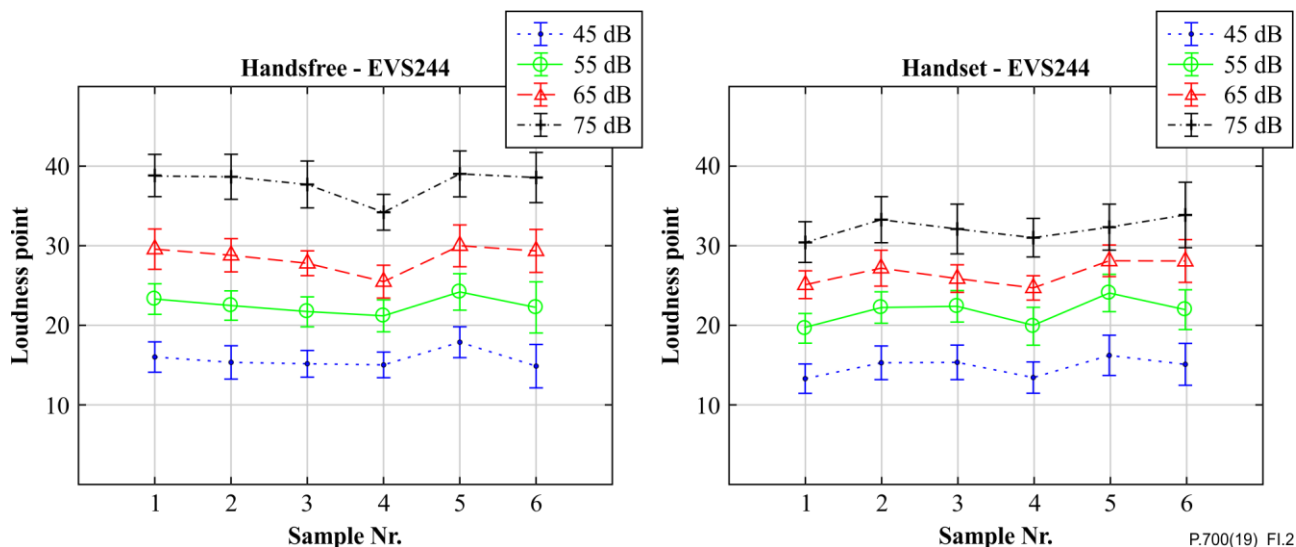 45 dB
55 dB
65 dB
75 dB
Handsfree - EVS244
40
30
20
10
Loudness point
1 2 3 4 5 6
Sample Nr.
45 dB
55 dB
65 dB
75 dB
Handset - EVS244
40
30
20
10
Loudness point
1 2 3 4 5 6
Sample Nr.
P.700(19)_FI.2